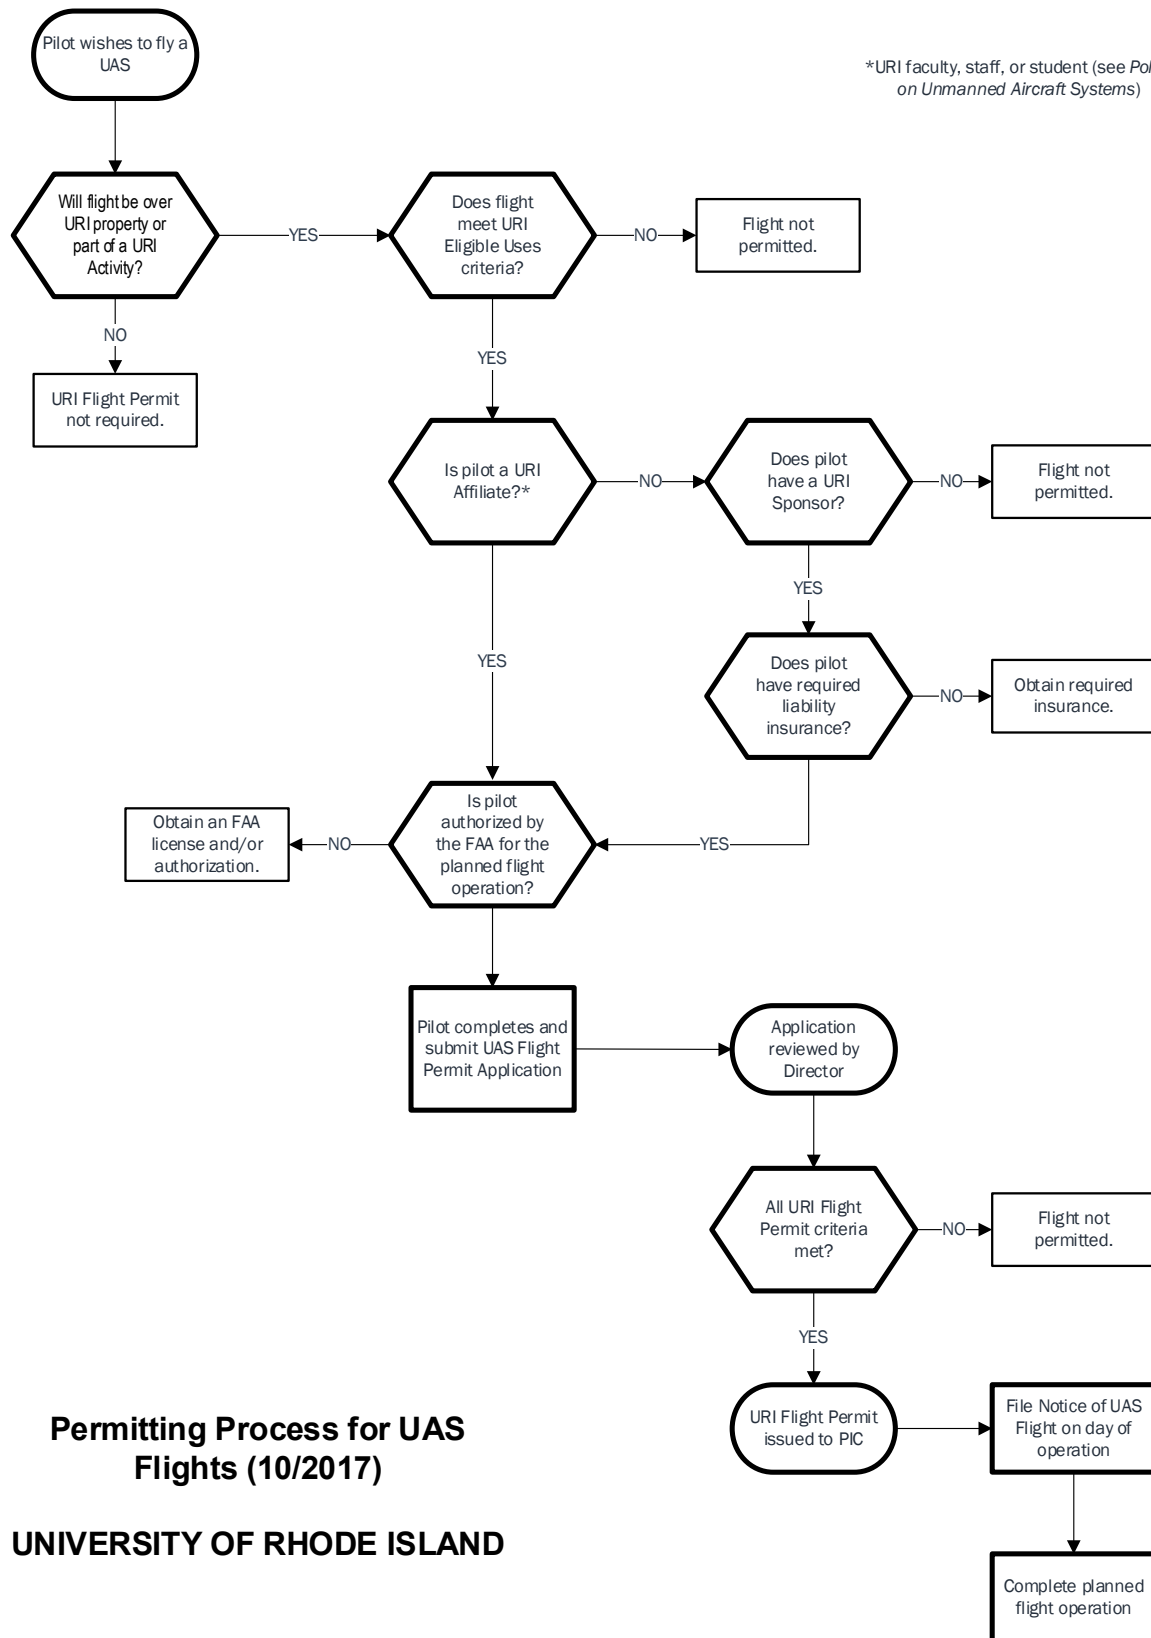 Pilot wishes to fly a
UAS
*URI faculty, staff, or student (see
on Unmanned Aircraft Systems)
Will flight be over
URI property or
part of a URI
Activity?
YES
Does flight
meet URI
Eligible Uses
criteria?
NO
Flight not
permitted.
NO
YES
URI Flight Permit
not required.
Is pilot a URI
Affiliate?*
NO
Does pilot
have a URI
Sponsor?
NO
Flight not
permitted.
YES
YES
Does pilot
have required
liability
insurance?
NO
Obtain required
insurance.
Is pilot
authorized by
the FAA for the
planned flight
operation?
Obtain an FAA
license and/or
authorization.
NO
YES
Pilot completes and
submit UAS Flight
Permit Application
Application
reviewed by
Director
All URI Flight
Permit criteria
met?
NO
Flight not
permitted.
YES
URI Flight Permit
issued to PIC
File Notice of UAS
Flight on day of
operation
Permitting Process for UAS
Flights (10/2017)
UNIVERSITY OF RHODE ISLAND
Complete planned
flight operation